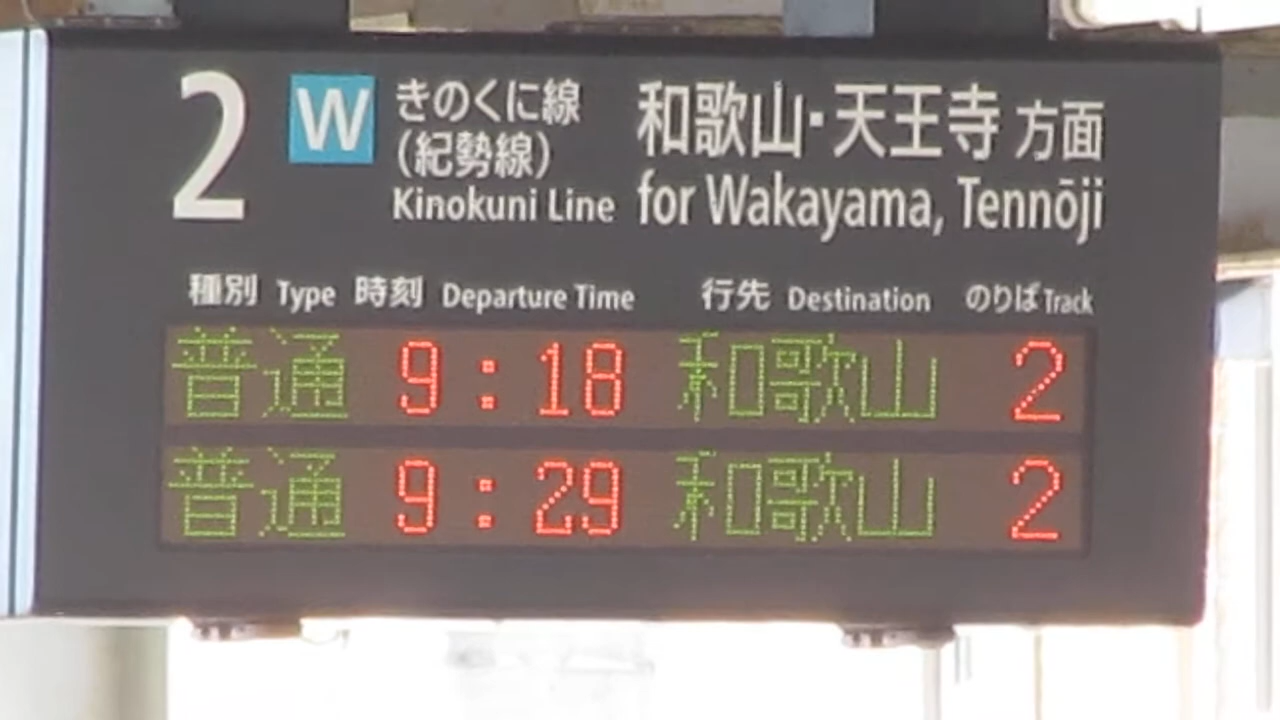 2 W きのくに線 和歌山・天王寺 方面
(紀勢線)
Kinokuni Line for Wakayama, Tennōji
種別 Type 時刻 Departure Time 行先 Destination のりば Track
普通 9:18 和歌山 2
普通 9:29 和歌山 2